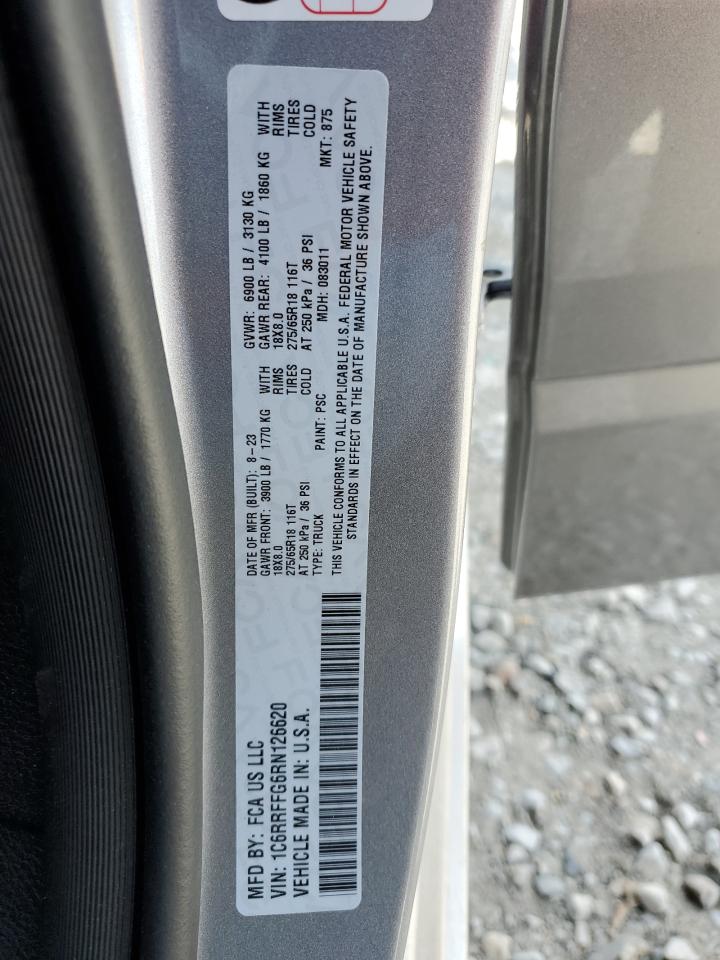 MFD BY: FCA US LLC
VIN: 1C6RRFFG6RN126620
VEHICLE MADE IN: U.S.A.
DATE OF MFR (BUILT): 8-23 GVWR: 6900 LB / 3130 KG
GAWR FRONT: 3900 LB / 1770 KG WITH GAWR REAR: 4100 LB / 1860 KG WITH
18X8.0 RIMS 18X8.0 RIMS
275/65R18 116T TIRES 275/65R18 116T TIRES
AT 250 kPa / 36 PSI COLD AT 250 kPa / 36 PSI COLD
TYPE: TRUCK PAINT: PSC MDH: 083011 MKT: 875
THIS VEHICLE CONFORMS TO ALL APPLICABLE U.S.A. FEDERAL MOTOR VEHICLE SAFETY
STANDARDS IN EFFECT ON THE DATE OF MANUFACTURE SHOWN ABOVE.